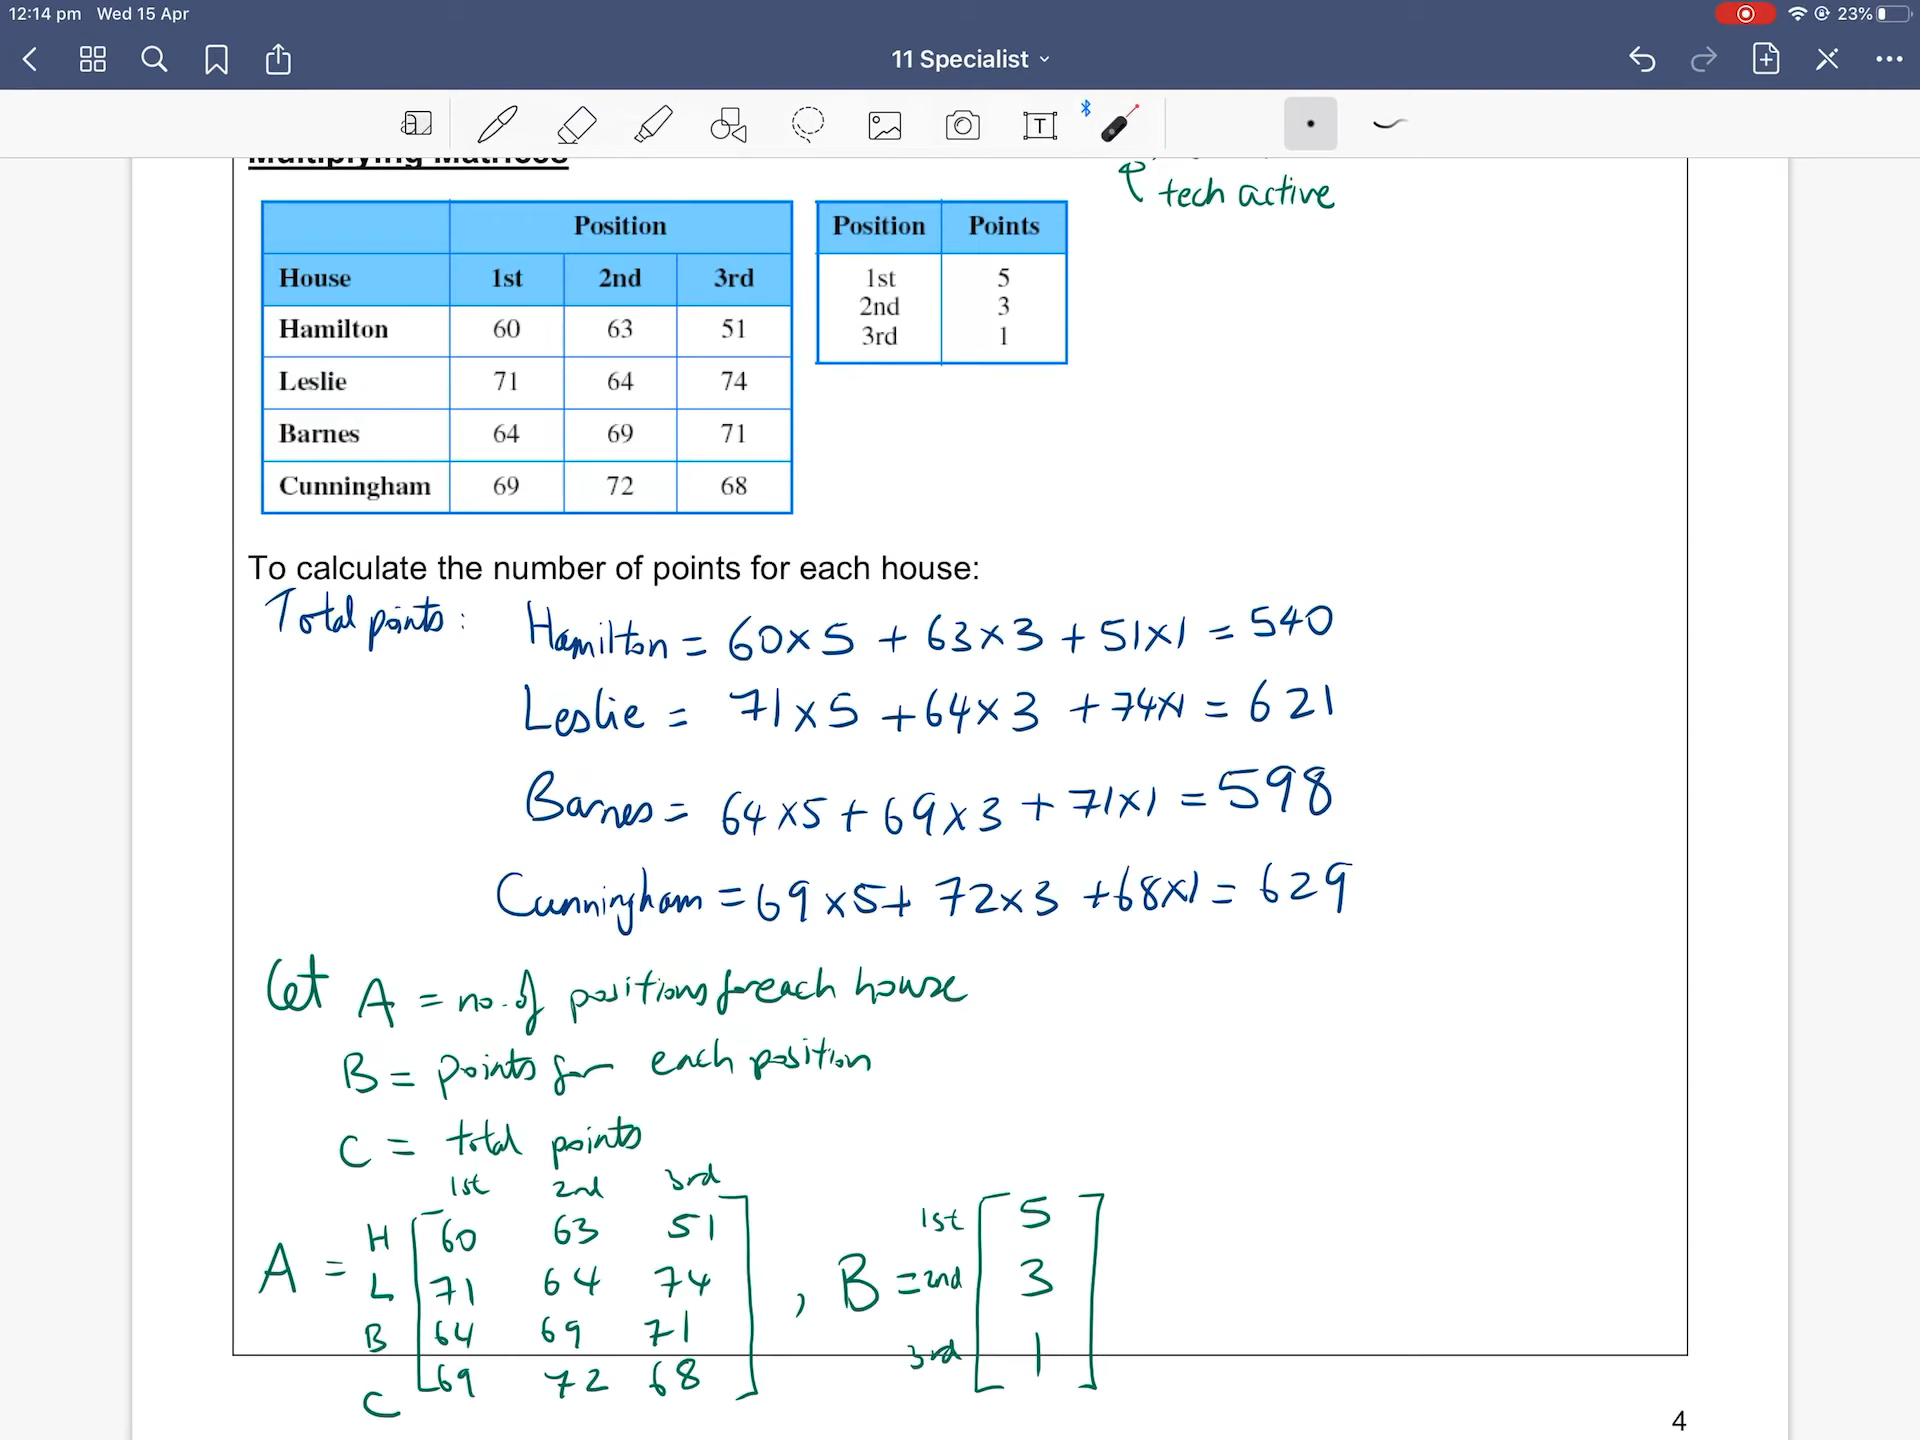 12:14 pm Wed 15 Apr
23%
11 Specialist
T
Multiplying Matrices
tech active
Position
House 1st 2nd 3rd
Hamilton 60 63 51
Leslie 71 64 74
Barnes 64 69 71
Cunningham 69 72 68
Position Points
1st 5
2nd 3
3rd 1
To calculate the number of points for each house:
Total points : Hamilton = 60×5 + 63×3 + 51×1 = 540
Leslie = 71×5 + 64×3 + 74×1 = 621
Barnes = 64×5 + 69×3 + 71×1 = 598
Cunningham = 69×5 + 72×3 + 68×1 = 629
Let A = no. of positions for each house
B = points for each position
C = total points
1st 2nd 3rd
H 60 63 51
A = L 71 64 74
B 64 69 71
C 69 72 68
1st 5
, B = 2nd 3
3rd 1
4